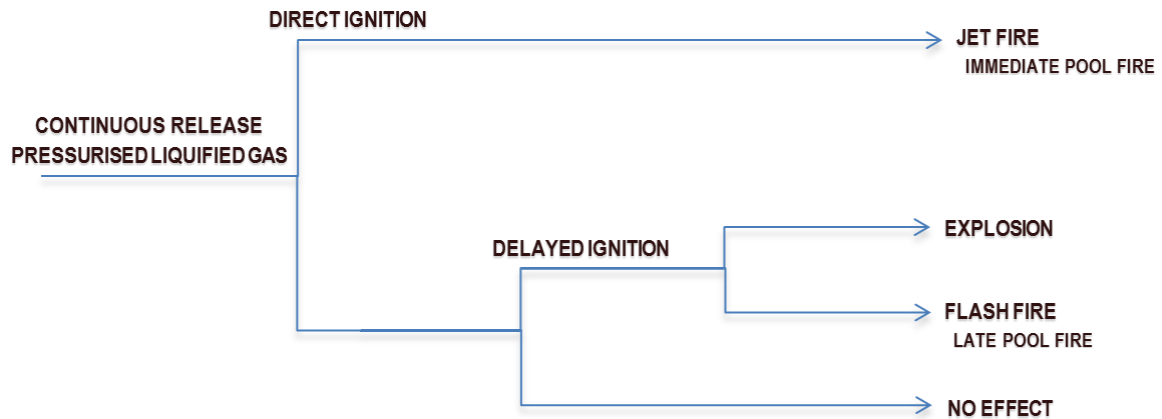 DIRECT IGNITION
JET FIRE
IMMEDIATE POOL FIRE
CONTINUOUS RELEASE
PRESSURISED LIQUIFIED GAS
EXPLOSION
DELAYED IGNITION
FLASH FIRE
LATE POOL FIRE
NO EFFECT